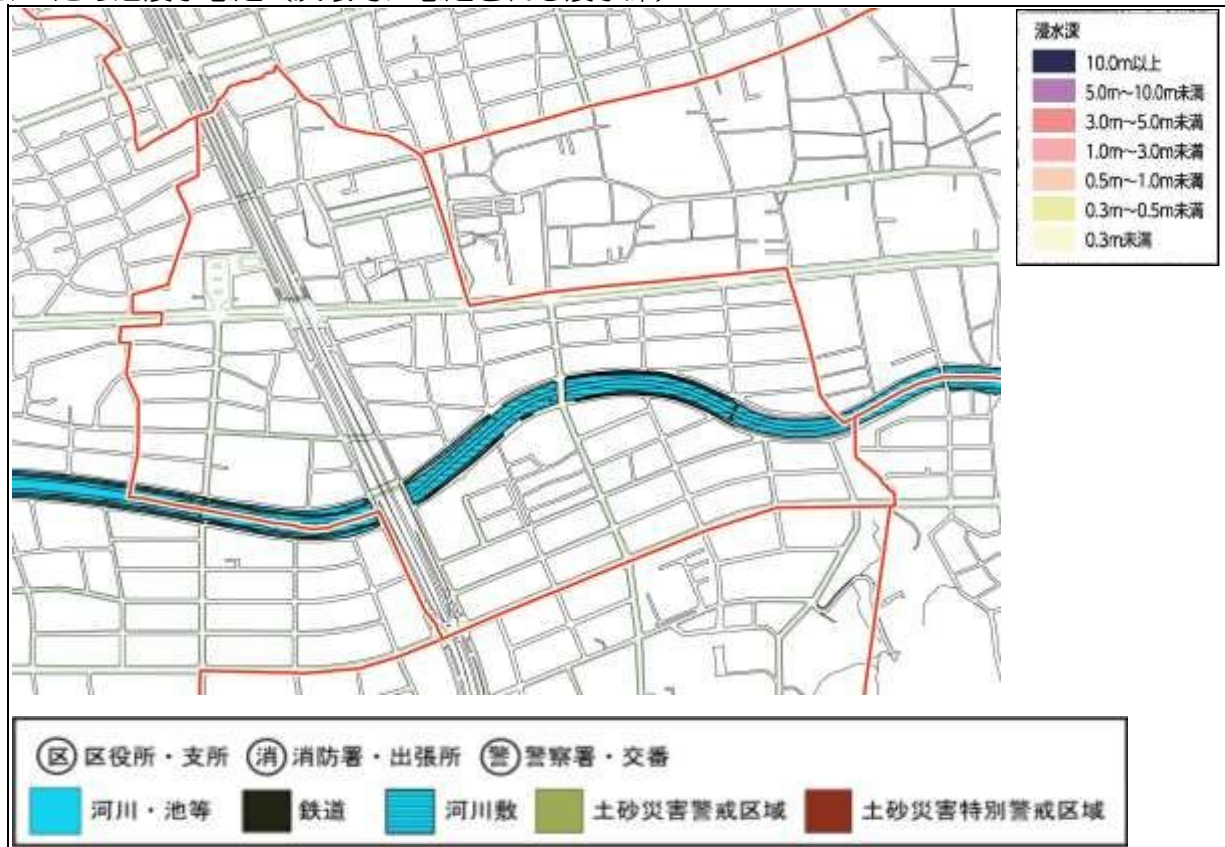 浸水深
10.0m以上
5.0m～10.0m未満
3.0m～5.0m未満
1.0m～3.0m未満
0.5m～1.0m未満
0.3m～0.5m未満
0.3m未満
区 区役所・支所 消 消防署・出張所 警 警察署・交番
河川・池等 鉄道 河川敷 土砂災害警戒区域 土砂災害特別警戒区域